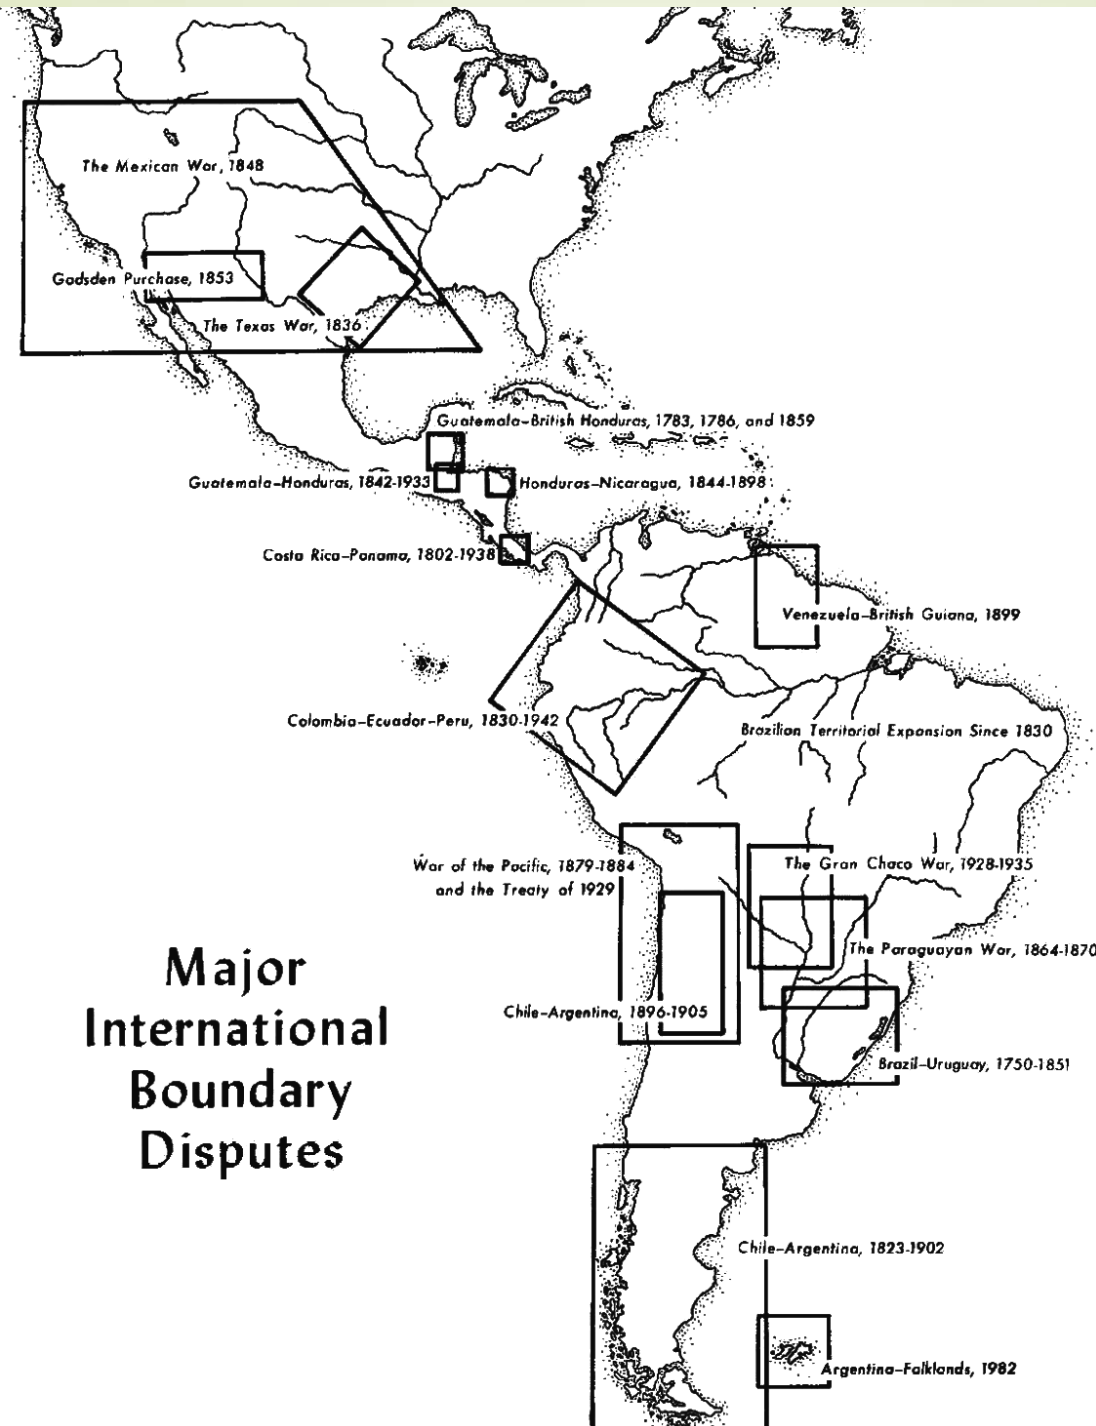 The Mexican War, 1848
Gadsden Purchase, 1853
The Texas War, 1836
Guatemala–British Honduras, 1783, 1786, and 1859
Guatemala–Honduras, 1842-1933
Honduras–Nicaragua, 1844-1898
Costa Rica–Panama, 1802-1938
Venezuela–British Guiana, 1899
Colombia–Ecuador–Peru, 1830-1942
Brazilian Territorial Expansion Since 1830
War of the Pacific, 1879-1884
and the Treaty of 1929
The Gran Chaco War, 1928-1935
The Paraguayan War, 1864-1870
Chile–Argentina, 1896-1905
Brazil–Uruguay, 1750-1851
Major
International
Boundary
Disputes
Chile–Argentina, 1823-1902
Argentina–Falklands, 1982